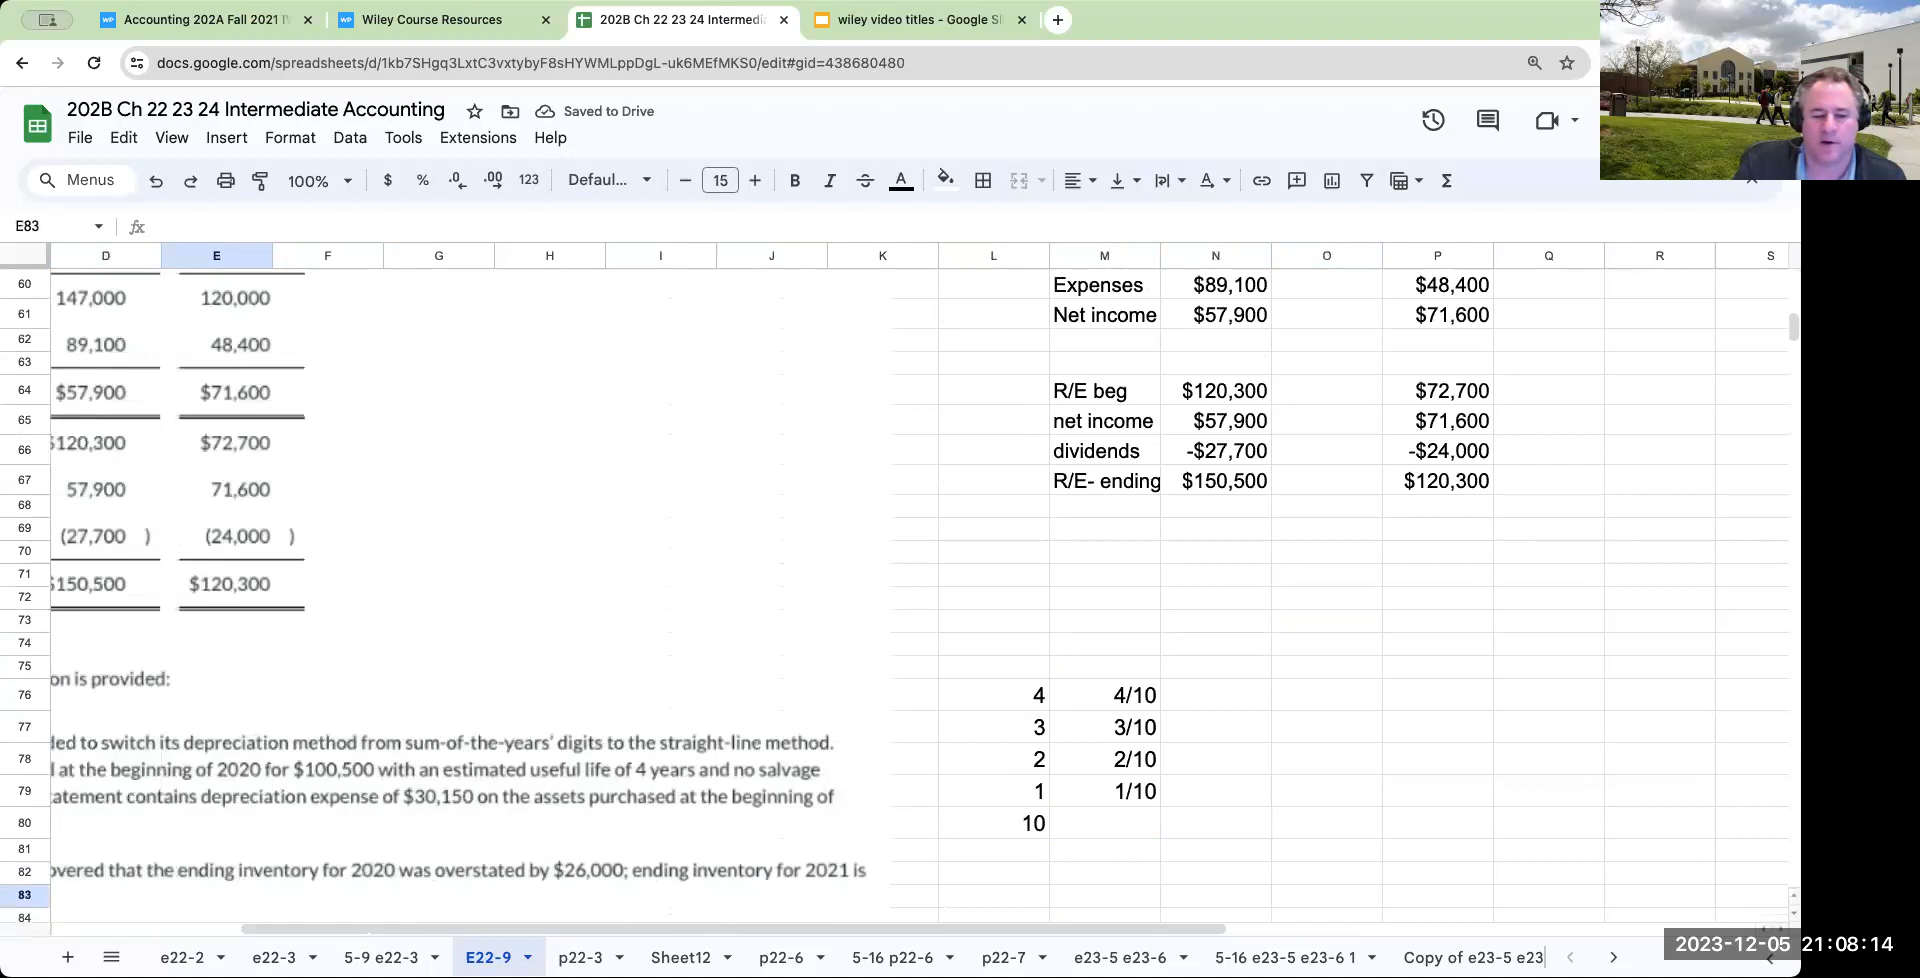 Accounting 202A Fall 2021
Wiley Course Resources
202B Ch 22 23 24 Intermedia
wiley video titles - Google Sl
docs.google.com/spreadsheets/d/1kb7SHgq3LxtC3vxtybyF8sHYWMLppDgL-uk6MEfMKS0/edit#gid=438680480
202B Ch 22 23 24 Intermediate Accounting
Saved to Drive
File Edit View Insert Format Data Tools Extensions Help
Menus 100% $ % .0 .00 123 Defaul... - 15 + B I A Σ
E83 fx
D E F G H I J K L M N O P Q R S
60 Expenses $89,100 $48,400
147,000 120,000
61 Net income $57,900 $71,600
62 89,100 48,400
63
64 $57,900 $71,600 R/E beg $120,300 $72,700
65 net income $57,900 $71,600
$120,300 $72,700
66 dividends -$27,700 -$24,000
67 57,900 71,600 R/E- ending $150,500 $120,300
68
69 (27,700 ) (24,000 )
70
71
$150,500 $120,300
72
73
74
75
on is provided:
76 4 4/10
77 3 3/10
ded to switch its depreciation method from sum-of-the-years' digits to the straight-line method.
78 2 2/10
l at the beginning of 2020 for $100,500 with an estimated useful life of 4 years and no salvage
79 1 1/10
atement contains depreciation expense of $30,150 on the assets purchased at the beginning of
80 10
81
82 overed that the ending inventory for 2020 was overstated by $26,000; ending inventory for 2021 is
83
84
+ e22-2 e22-3 5-9 e22-3 E22-9 p22-3 Sheet12 p22-6 5-16 p22-6 p22-7 e23-5 e23-6 5-16 e23-5 e23-6 1 Copy of e23-5 e23
2023-12-05 21:08:14